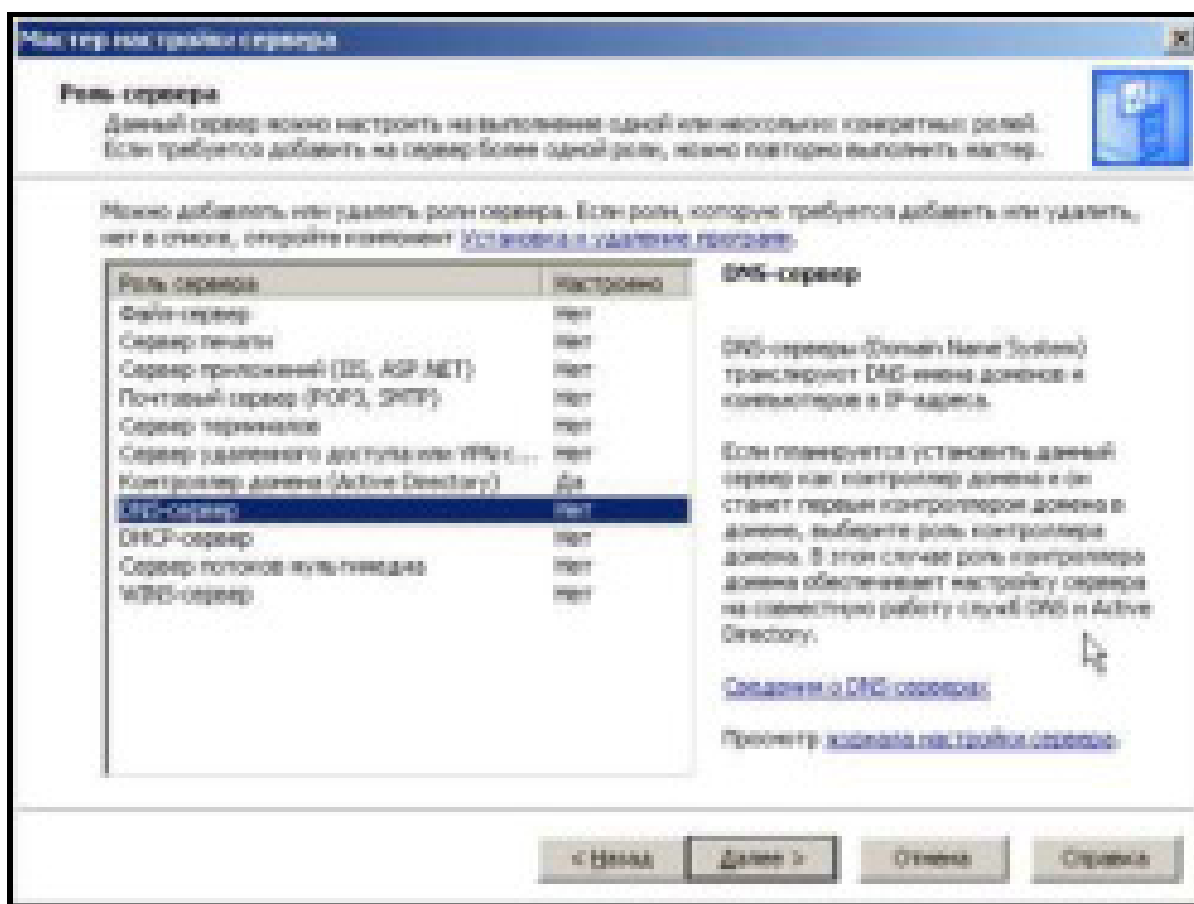 Мастер настройки сервера
Роль сервера
Данный сервер можно настроить на выполнение одной или нескольких конкретных ролей.
Если требуется добавить на сервер более одной роли, можно повторно выполнить мастер.
Можно добавлять или удалять роли сервера. Если роли, которую требуется добавить или удалить,
нет в списке, откройте компонент Установка и удаление программ.
Роль сервера Настроено
Файл-сервер Нет
Сервер печати Нет
Сервер приложений (IIS, ASP.NET) Нет
Почтовый сервер (POP3, SMTP) Нет
Сервер терминалов Нет
Сервер удаленного доступа или VPN-с... Нет
Контроллер домена (Active Directory) Да
DNS-сервер Нет
DHCP-сервер Нет
Сервер потоков мультимедиа Нет
WINS-сервер Нет
DNS-сервер
DNS-серверы (Domain Name System)
транслируют DNS-имена доменов и
компьютеров в IP-адреса.
Если планируется установить данный
сервер как контроллер домена и он
станет первым контроллером домена в
домене, выберите роль контроллера
домена. В этом случае роль контроллера
домена обеспечивает настройку сервера
на совместную работу служб DNS и Active
Directory.
Сведения о DNS-серверах
Просмотр журнала настройки сервера.
< Назад Далее > Отмена Справка